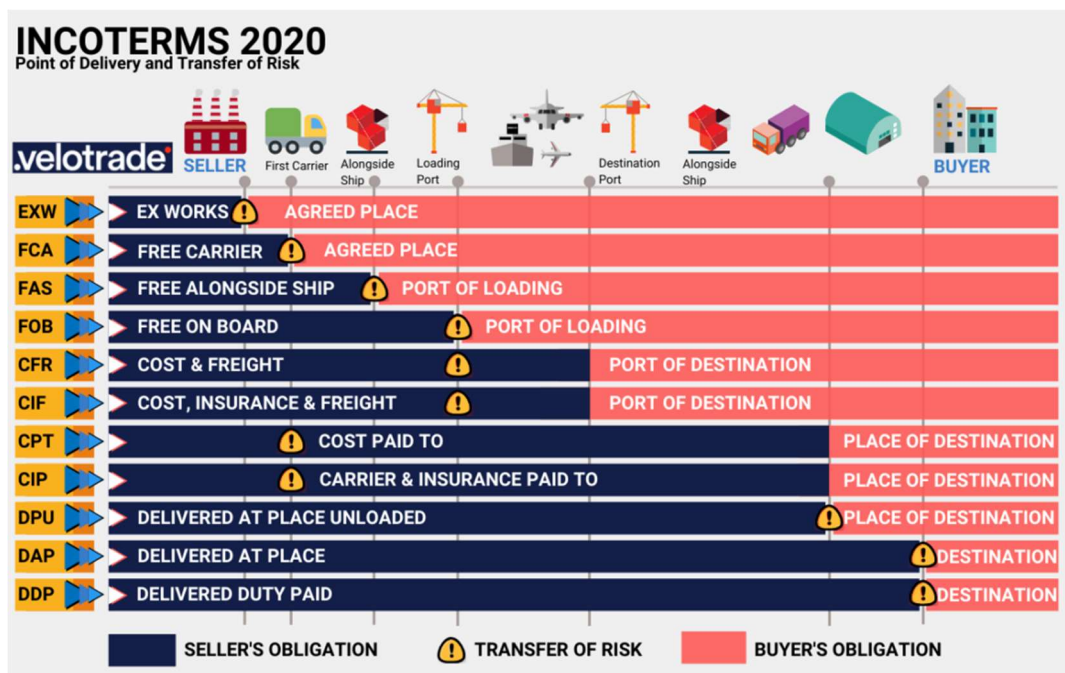 INCOTERMS 2020
Point of Delivery and Transfer of Risk
.velotrade
SELLER
First Carrier
Alongside
Ship
Loading
Port
Destination
Port
Alongside
Ship
BUYER
EXW EX WORKS AGREED PLACE
FCA FREE CARRIER AGREED PLACE
FAS FREE ALONGSIDE SHIP PORT OF LOADING
FOB FREE ON BOARD PORT OF LOADING
CFR COST & FREIGHT PORT OF DESTINATION
CIF COST, INSURANCE & FREIGHT PORT OF DESTINATION
CPT COST PAID TO PLACE OF DESTINATION
CIP CARRIER & INSURANCE PAID TO PLACE OF DESTINATION
DPU DELIVERED AT PLACE UNLOADED PLACE OF DESTINATION
DAP DELIVERED AT PLACE DESTINATION
DDP DELIVERED DUTY PAID DESTINATION
SELLER'S OBLIGATION TRANSFER OF RISK BUYER'S OBLIGATION